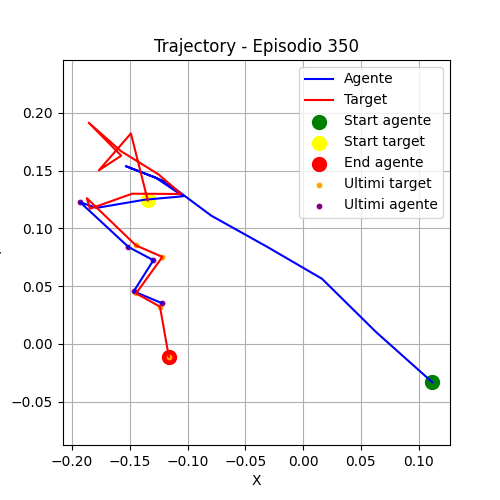 Trajectory - Episodio 350
Agente
Target
Start agente
Start target
End agente
Ultimi target
Ultimi agente
0.20
0.15
0.10
0.05
0.00
−0.05
−0.20
−0.15
−0.10
−0.05
0.00
0.05
0.10
X